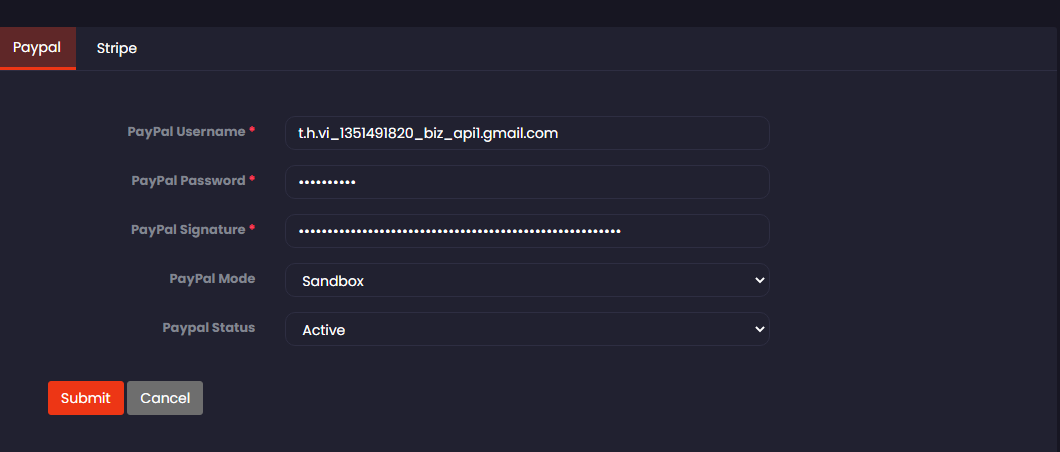 Paypal Stripe
PayPal Username * t.h.vi_1351491820_biz_api1.gmail.com
PayPal Password * ••••••••••
PayPal Signature * ••••••••••••••••••••••••••••••••••••••••••••••••••••••••
PayPal Mode Sandbox
Paypal Status Active
Submit Cancel